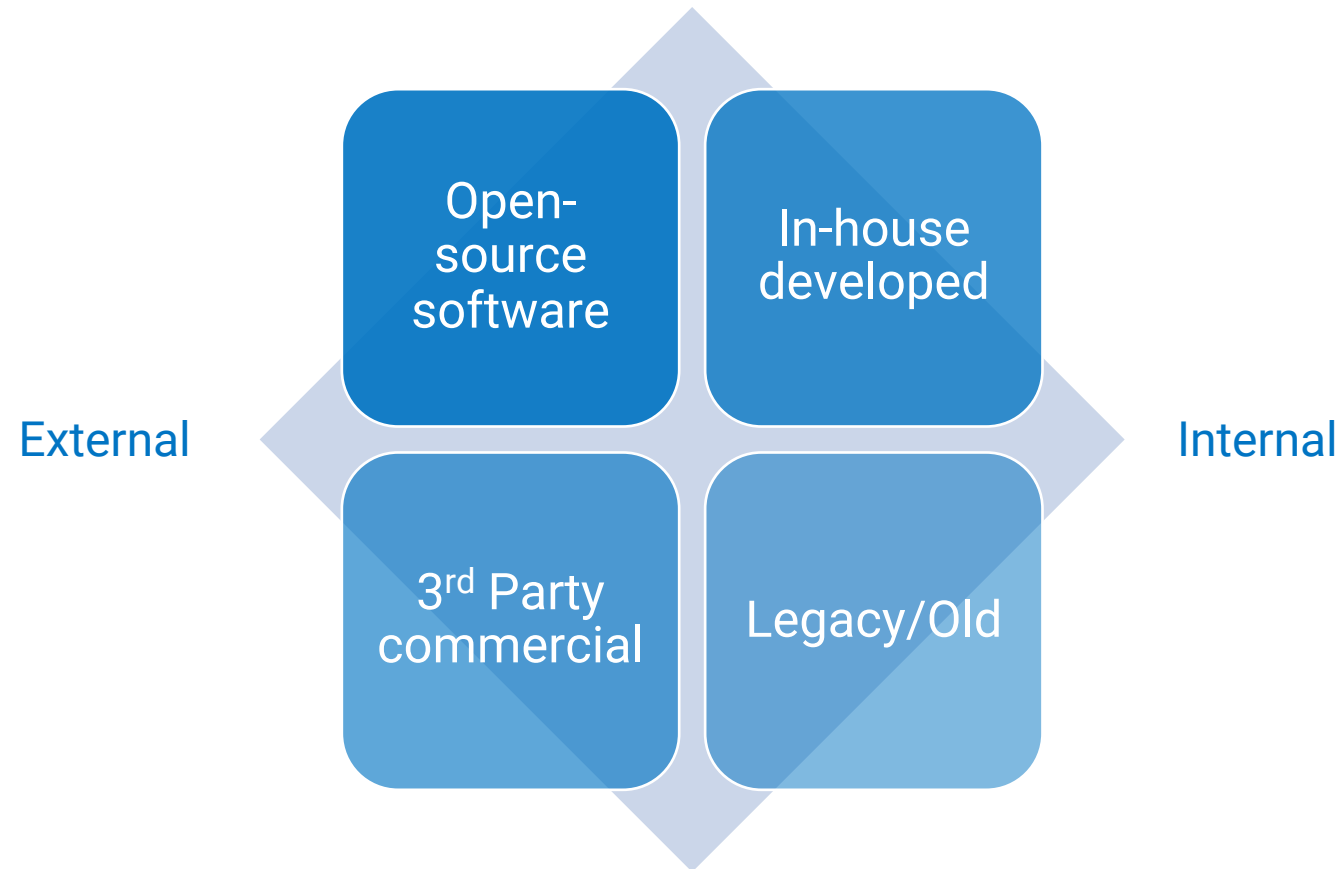 Open-
source
software
In-house
developed
External
Internal
3rd Party
commercial
Legacy/Old